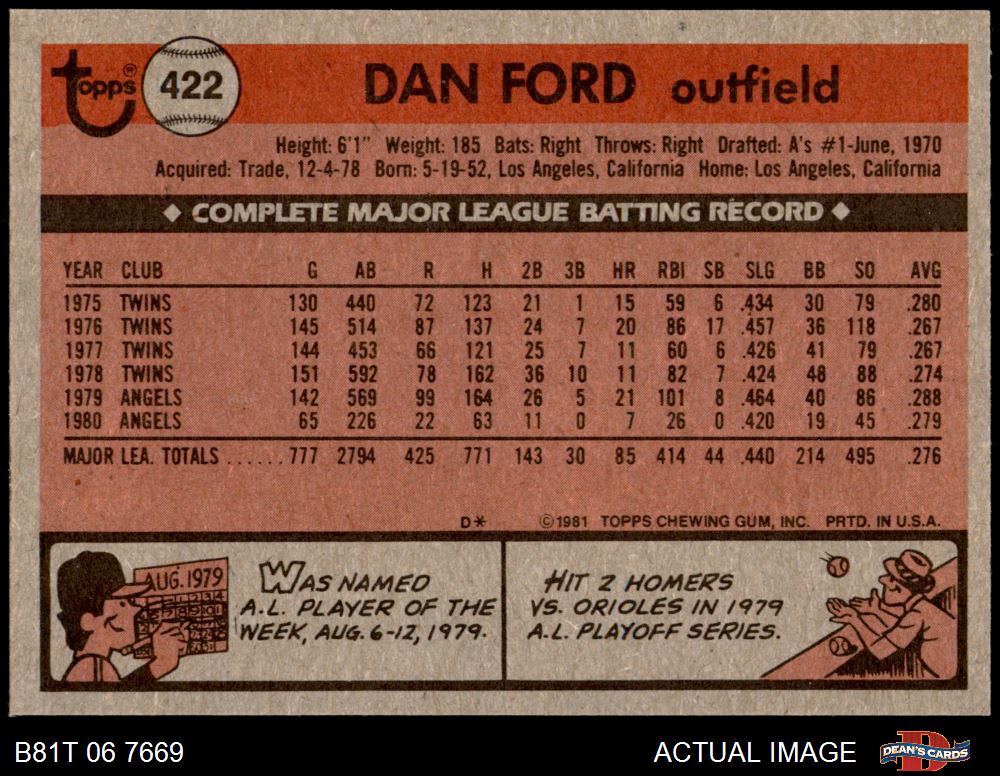 topps®
422
DAN FORD outfield
Height: 6'1" Weight: 185 Bats: Right Throws: Right Drafted: A's #1-June, 1970
Acquired: Trade, 12-4-78 Born: 5-19-52, Los Angeles, California Home: Los Angeles, California
◆ COMPLETE MAJOR LEAGUE BATTING RECORD ◆
YEAR CLUB G AB R H 2B 3B HR RBI SB SLG BB SO AVG
1975 TWINS 130 440 72 123 21 1 15 59 6 .434 30 79 .280
1976 TWINS 145 514 87 137 24 7 20 86 17 .457 36 118 .267
1977 TWINS 144 453 66 121 25 7 11 60 6 .426 41 79 .267
1978 TWINS 151 592 78 162 36 10 11 82 7 .424 48 88 .274
1979 ANGELS 142 569 99 164 26 5 21 101 8 .464 40 86 .288
1980 ANGELS 65 226 22 63 11 0 7 26 0 .420 19 45 .279
MAJOR LEA. TOTALS ...... 777 2794 425 771 143 30 85 414 44 .440 214 495 .276
D* ©1981 TOPPS CHEWING GUM, INC. PRTD. IN U.S.A.
AUG. 1979
WAS NAMED
A.L. PLAYER OF THE
WEEK, AUG. 6-12, 1979.
HIT 2 HOMERS
VS. ORIOLES IN 1979
A.L. PLAYOFF SERIES.
B81T 06 7669
ACTUAL IMAGE
DEAN'S CARDS